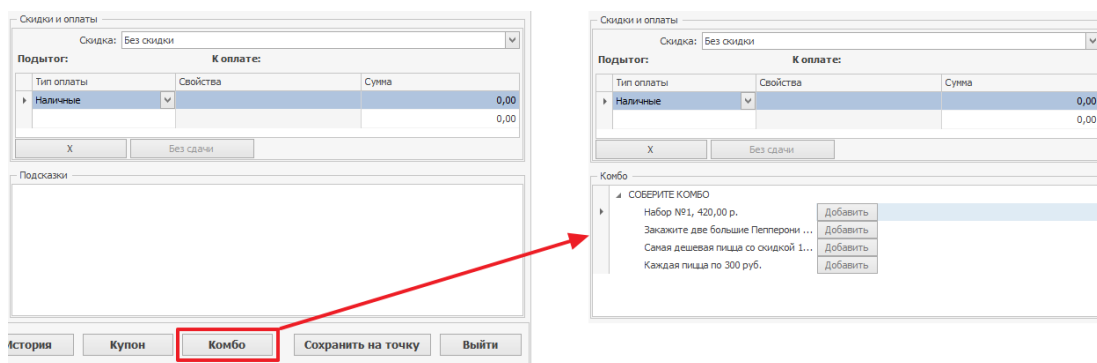 Скидки и оплаты
Скидка: Без скидки
Подытог: К оплате:
Тип оплаты Свойства Сумма
Наличные 0,00
0,00
X Без сдачи
Подсказки
История Купон Комбо Сохранить на точку Выйти
Скидки и оплаты
Скидка: Без скидки
Подытог: К оплате:
Тип оплаты Свойства Сумма
Наличные 0,00
0,00
X Без сдачи
Комбо
СОБЕРИТЕ КОМБО
Набор №1, 420,00 р. Добавить
Закажите две большие Пепперони ... Добавить
Самая дешевая пицца со скидкой 1... Добавить
Каждая пицца по 300 руб. Добавить